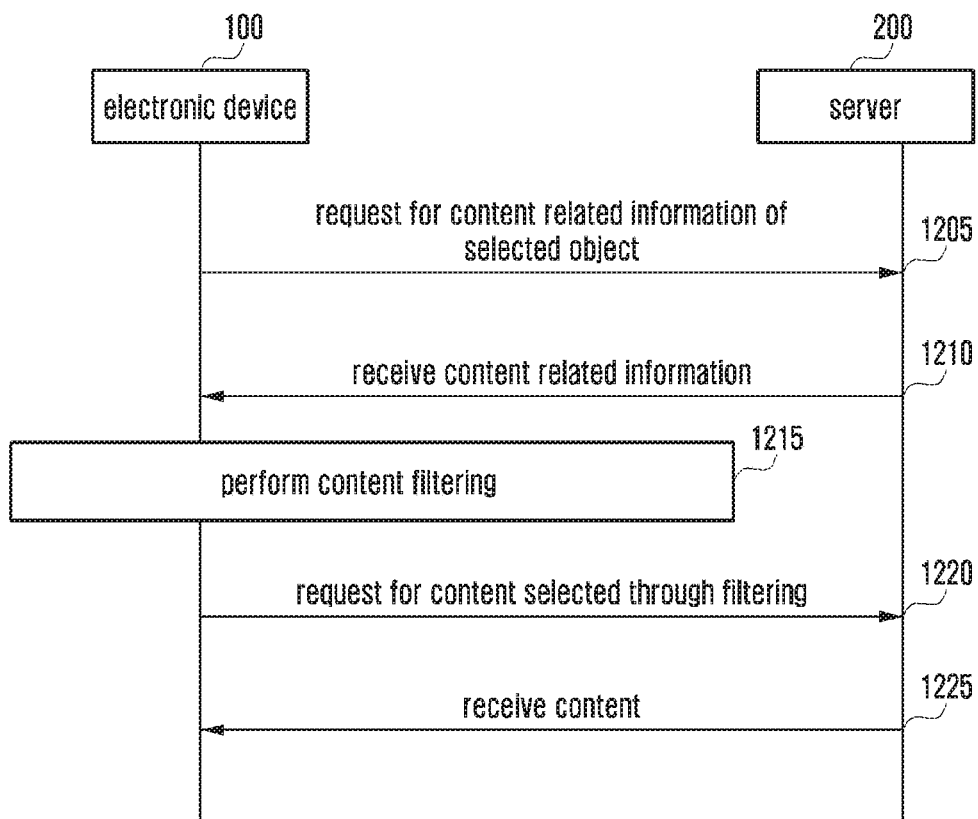 100
200
electronic device
server
request for content related information of
selected object
1205
receive content related information
1210
perform content filtering
1215
request for content selected through filtering
1220
receive content
1225